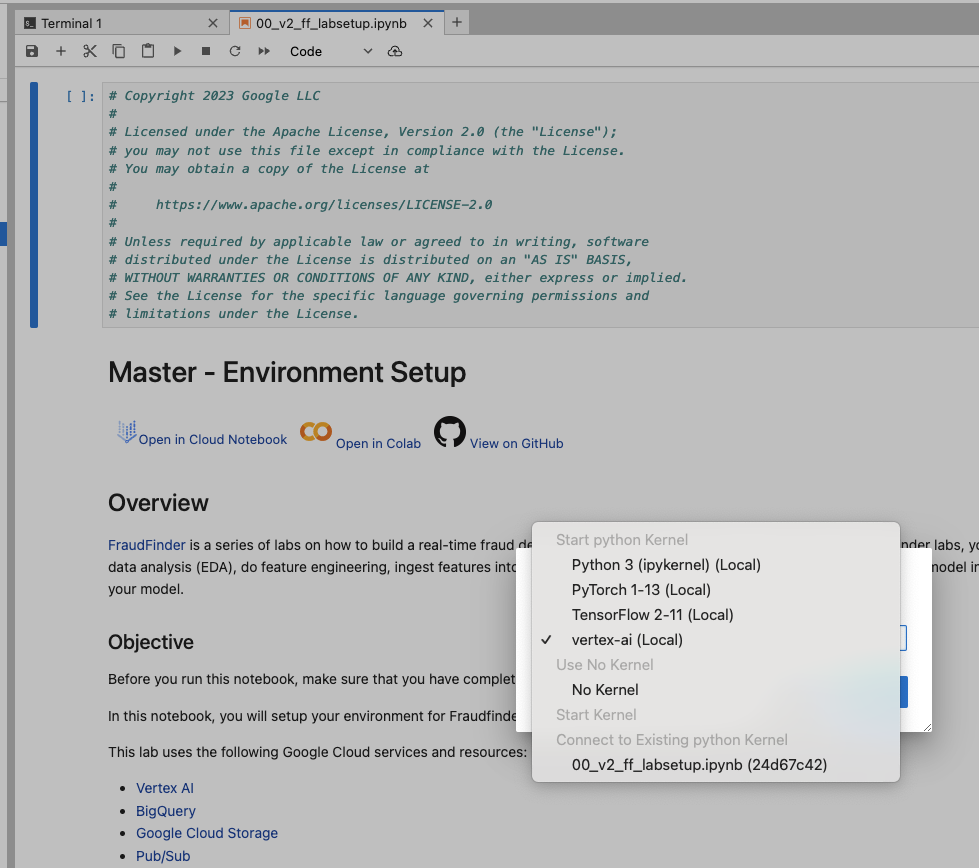 Terminal 1
00_v2_ff_labsetup.ipynb
Code
[ ]:
# Copyright 2023 Google LLC
#
# Licensed under the Apache License, Version 2.0 (the "License");
# you may not use this file except in compliance with the License.
# You may obtain a copy of the License at
#
#     https://www.apache.org/licenses/LICENSE-2.0
#
# Unless required by applicable law or agreed to in writing, software
# distributed under the License is distributed on an "AS IS" BASIS,
# WITHOUT WARRANTIES OR CONDITIONS OF ANY KIND, either express or implied.
# See the License for the specific language governing permissions and
# limitations under the License.
Master - Environment Setup
Open in Cloud Notebook Open in Colab View on GitHub
Overview
FraudFinder is a series of labs on how to build a real-time fraud de
nder labs, yo
data analysis (EDA), do feature engineering, ingest features into
model in
your model.
Objective
Before you run this notebook, make sure that you have complet
In this notebook, you will setup your environment for Fraudfinde
This lab uses the following Google Cloud services and resources:
• Vertex AI
• BigQuery
• Google Cloud Storage
• Pub/Sub
Start python Kernel
Python 3 (ipykernel) (Local)
PyTorch 1-13 (Local)
TensorFlow 2-11 (Local)
✓ vertex-ai (Local)
Use No Kernel
No Kernel
Start Kernel
Connect to Existing python Kernel
00_v2_ff_labsetup.ipynb (24d67c42)